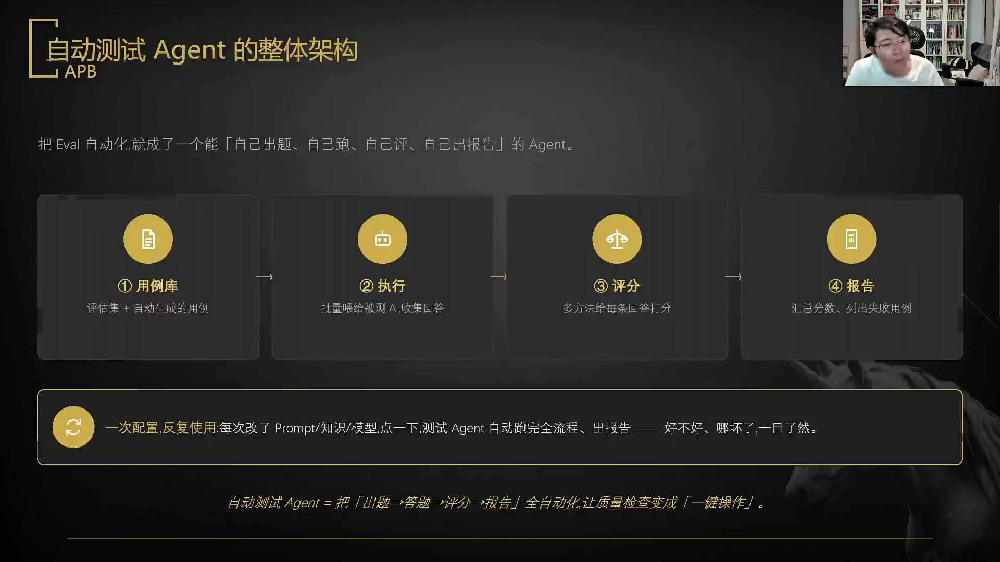 自动测试 Agent 的整体架构
APB
把 Eval 自动化,就成了一个能「自己出题、自己跑、自己评、自己出报告」的 Agent。
① 用例库
评估集 + 自动生成的用例
② 执行
批量喂给被测 AI,收集回答
③ 评分
多方法给每条回答打分
④ 报告
汇总分数、列出失败用例
一次配置,反复使用:每次改了 Prompt/知识/模型,点一下,测试 Agent 自动跑完全流程、出报告 —— 好不好、哪坏了,一目了然。
自动测试 Agent = 把「出题→答题→评分→报告」全自动化,让质量检查变成「一键操作」。